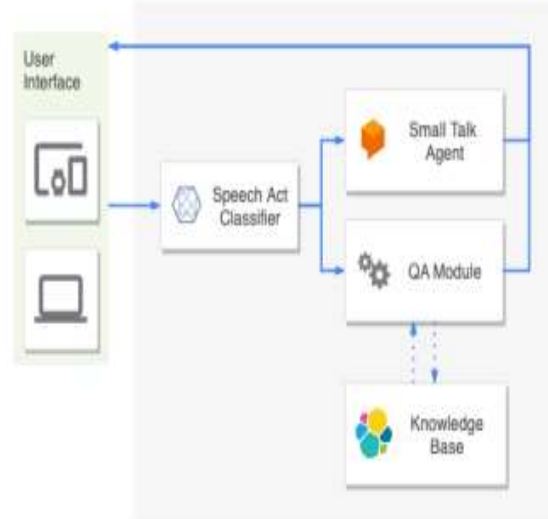 User
Interface
Speech Act
Classifier
Small Talk
Agent
QA Module
Knowledge
Base